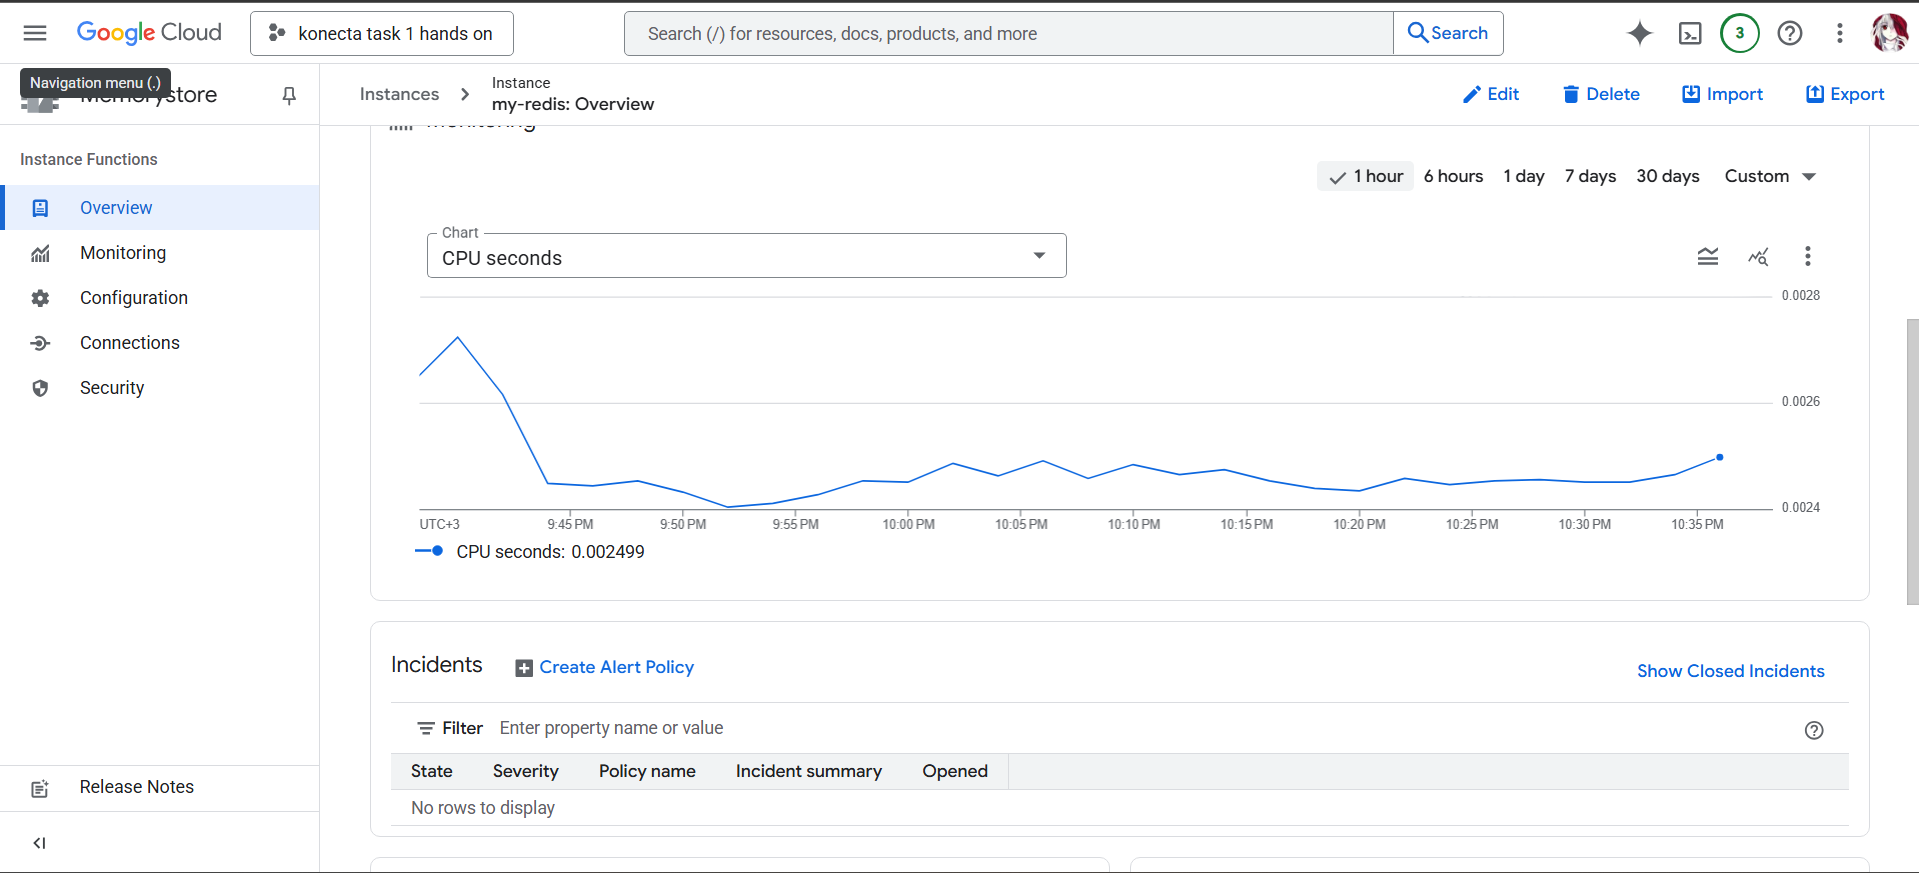 Google Cloud
konecta task 1 hands on
Search (/) for resources, docs, products, and more
Search
3
Navigation menu (.)
Memorystore
Instances
Instance
my-redis: Overview
Edit
Delete
Import
Export
Instance Functions
Overview
Monitoring
Configuration
Connections
Security
Release Notes
Monitoring
1 hour
6 hours
1 day
7 days
30 days
Custom
Chart
CPU seconds
0.0028
0.0026
0.0024
UTC+3
9:45 PM
9:50 PM
9:55 PM
10:00 PM
10:05 PM
10:10 PM
10:15 PM
10:20 PM
10:25 PM
10:30 PM
10:35 PM
CPU seconds: 0.002499
Incidents
Create Alert Policy
Show Closed Incidents
Filter Enter property name or value
State Severity Policy name Incident summary Opened
No rows to display